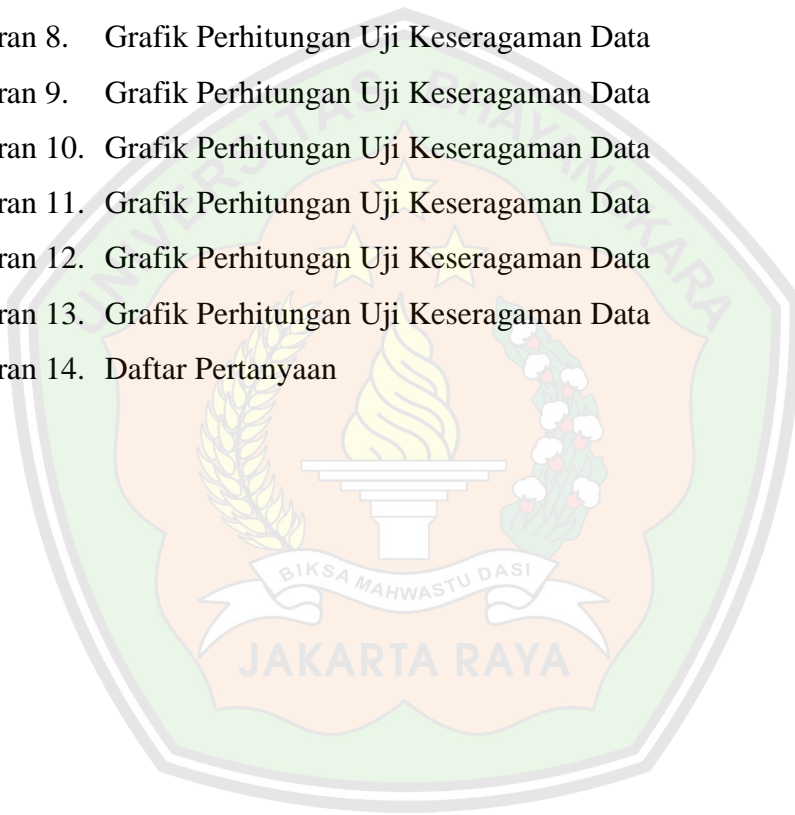 ran 8. Grafik Perhitungan Uji Keseragaman Data
ran 9. Grafik Perhitungan Uji Keseragaman Data
ran 10. Grafik Perhitungan Uji Keseragaman Data
ran 11. Grafik Perhitungan Uji Keseragaman Data
ran 12. Grafik Perhitungan Uji Keseragaman Data
ran 13. Grafik Perhitungan Uji Keseragaman Data
ran 14. Daftar Pertanyaan
UNIVERSITAS BHAYANGKARA
BIKSA MAHWASTU DASI
JAKARTA RAYA